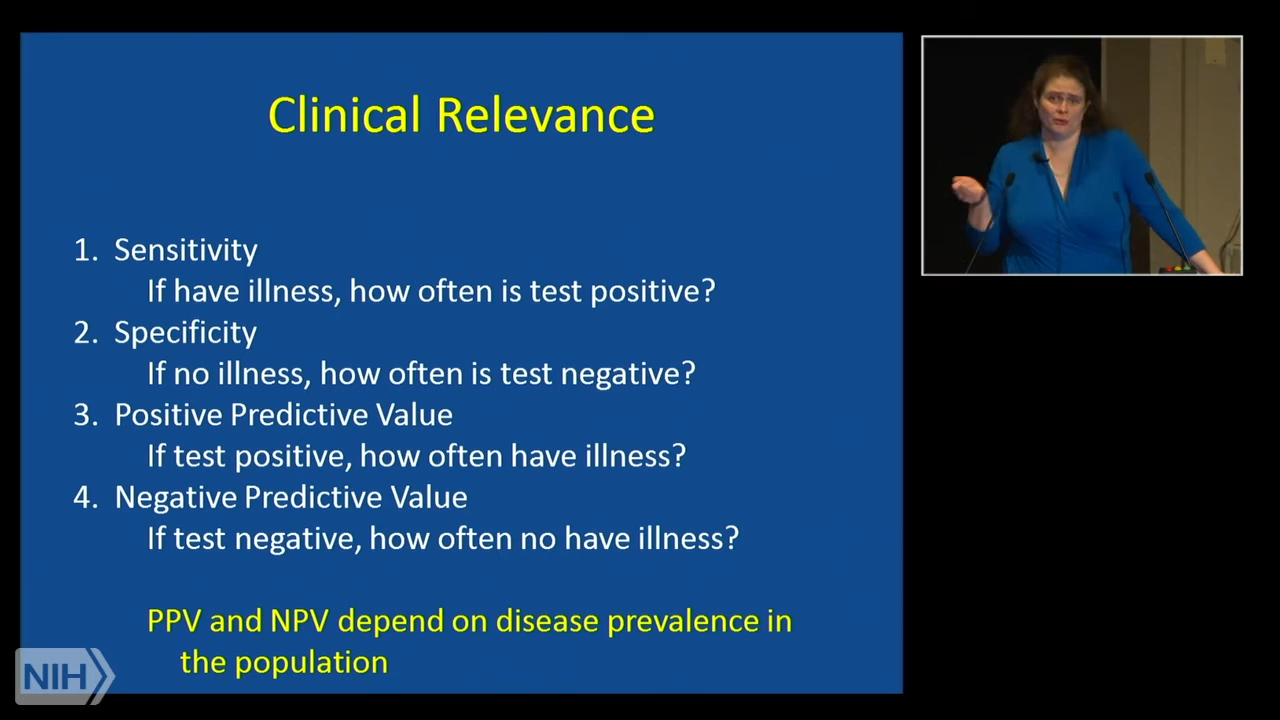 Clinical Relevance
1. Sensitivity
If have illness, how often is test positive?
2. Specificity
If no illness, how often is test negative?
3. Positive Predictive Value
If test positive, how often have illness?
4. Negative Predictive Value
If test negative, how often no have illness?
PPV and NPV depend on disease prevalence in
the population
NIH